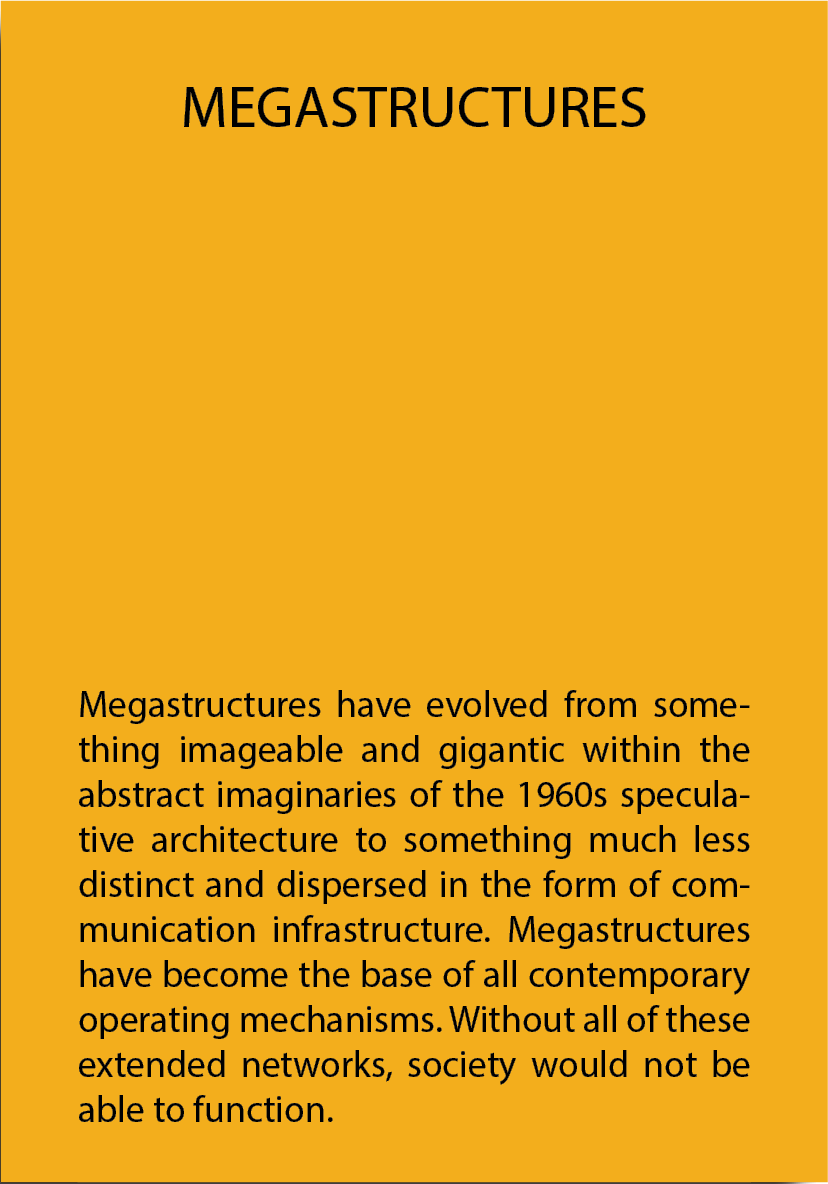 MEGASTRUCTURES
Megastructures have evolved from some-
thing imageable and gigantic within the
abstract imaginaries of the 1960s specula-
tive architecture to something much less
distinct and dispersed in the form of com-
munication infrastructure. Megastructures
have become the base of all contemporary
operating mechanisms. Without all of these
extended networks, society would not be
able to function.